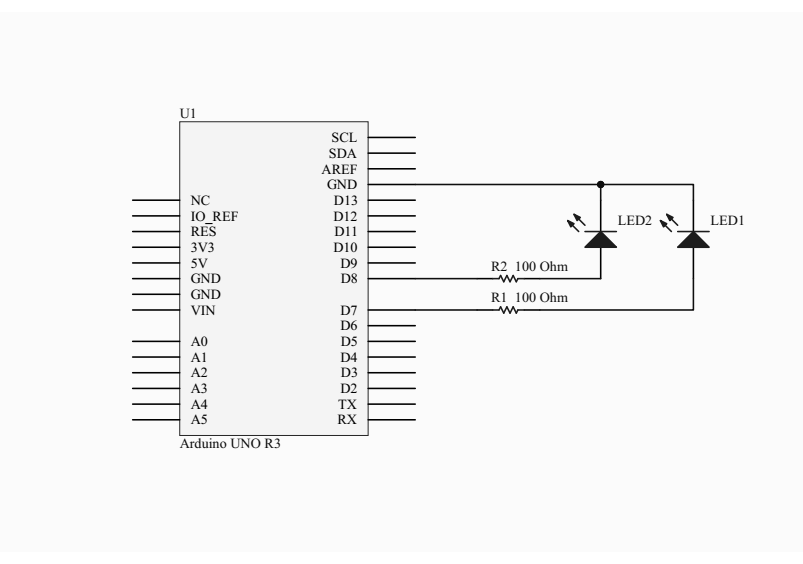 U1
SCL
SDA
AREF
GND
NC
D13
IO_REF
D12
RES
D11
3V3
D10
5V
D9
GND
D8
GND
VIN
D7
D6
A0
D5
A1
D4
A2
D3
A3
D2
A4
TX
A5
RX
Arduino UNO R3
LED2
LED1
R2 100 Ohm
R1 100 Ohm